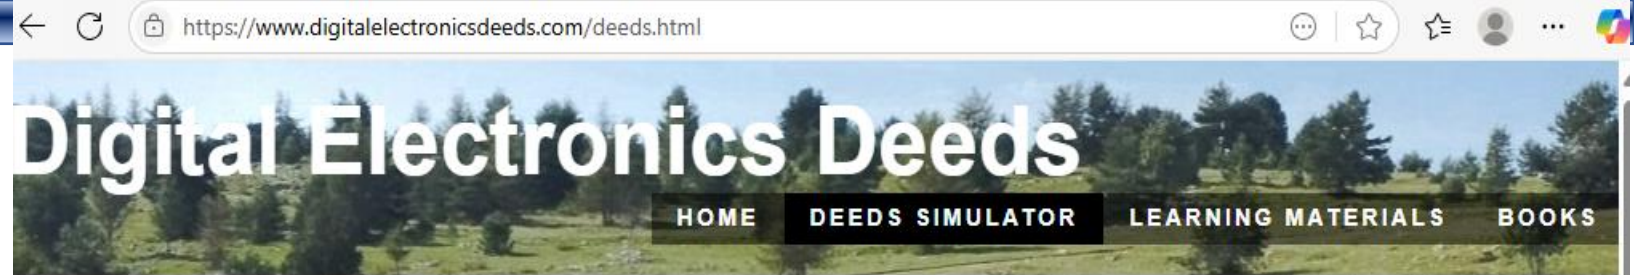 https://www.digitalelectronicsdeeds.com/deeds.html
Digital Electronics Deeds
HOME DEEDS SIMULATOR LEARNING MATERIALS BOOKS